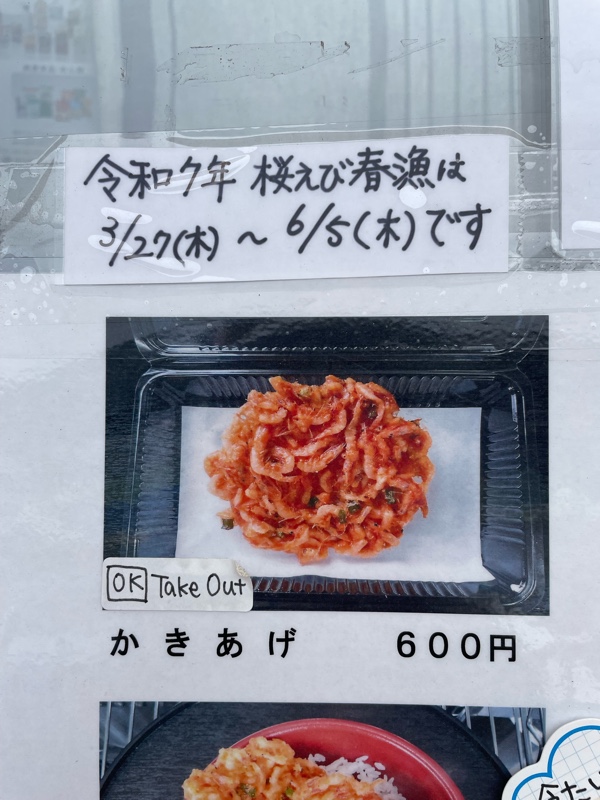 令和7年 桜えび春漁は
3/27(木) ~ 6/5(木)です
OK Take Out
かきあげ 600円